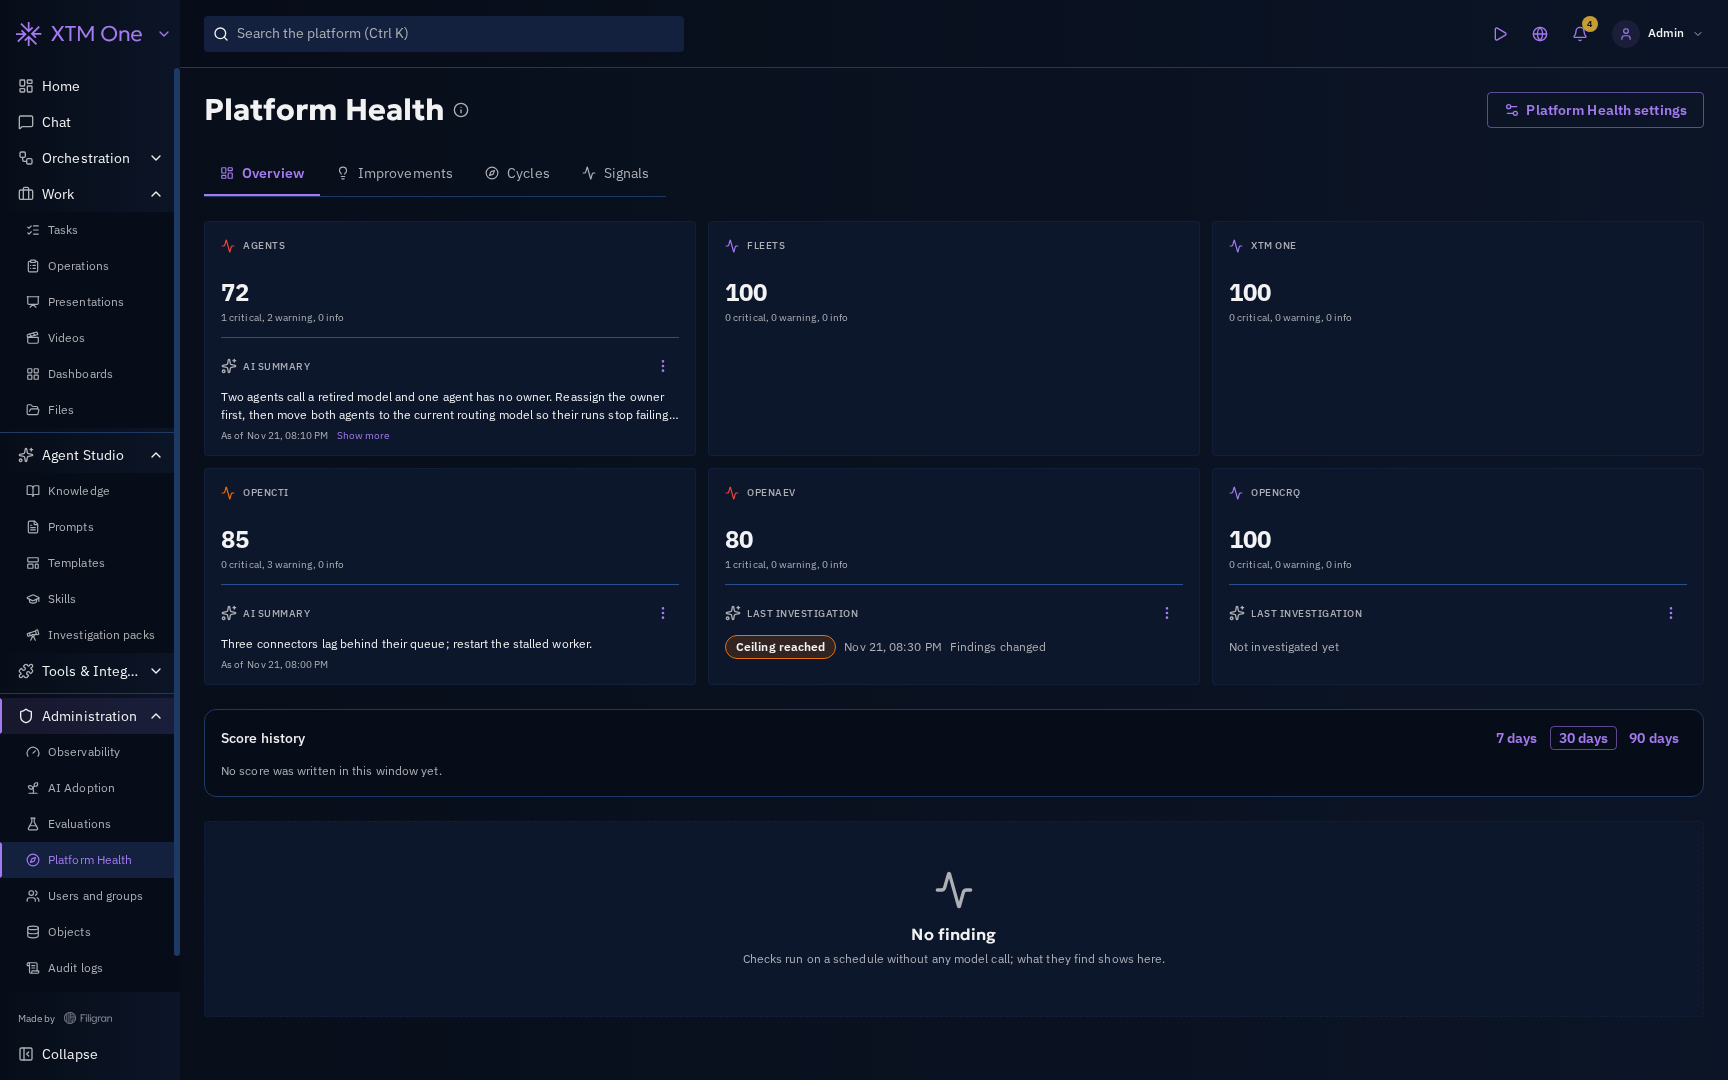 XTM One
Search the platform (Ctrl K)
4
Admin
Home
Chat
Orchestration
Work
Tasks
Operations
Presentations
Videos
Dashboards
Files
Agent Studio
Knowledge
Prompts
Templates
Skills
Investigation packs
Tools & Integ...
Administration
Observability
AI Adoption
Evaluations
Platform Health
Users and groups
Objects
Audit logs
Made by Filigran
Collapse
Platform Health
Platform Health settings
Overview
Improvements
Cycles
Signals
AGENTS
72
1 critical, 2 warning, 0 info
AI SUMMARY
Two agents call a retired model and one agent has no owner. Reassign the owner
first, then move both agents to the current routing model so their runs stop failing...
As of Nov 21, 08:10 PM Show more
FLEETS
100
0 critical, 0 warning, 0 info
XTM ONE
100
0 critical, 0 warning, 0 info
OPENCTI
85
0 critical, 3 warning, 0 info
AI SUMMARY
Three connectors lag behind their queue; restart the stalled worker.
As of Nov 21, 08:00 PM
OPENAEV
80
1 critical, 0 warning, 0 info
LAST INVESTIGATION
Ceiling reached Nov 21, 08:30 PM Findings changed
OPENCRQ
100
0 critical, 0 warning, 0 info
LAST INVESTIGATION
Not investigated yet
Score history
7 days 30 days 90 days
No score was written in this window yet.
No finding
Checks run on a schedule without any model call; what they find shows here.